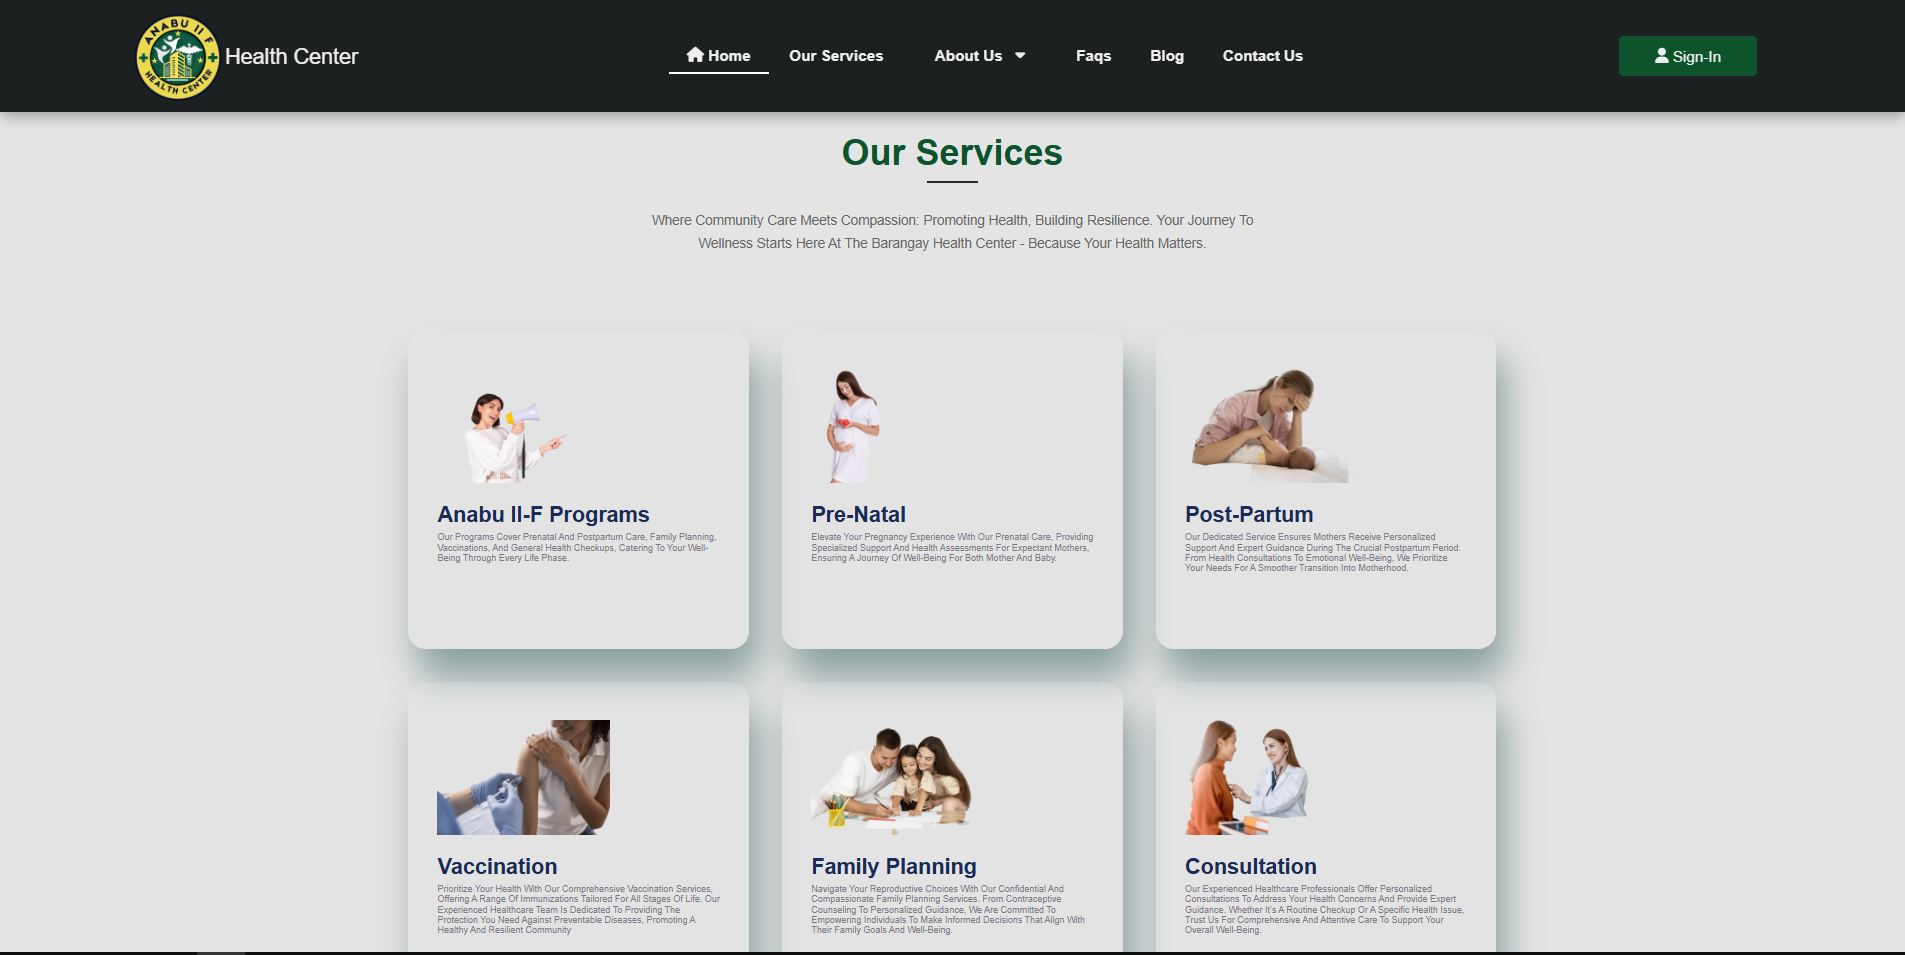 ANABU II F
HEALTH CENTER
Health Center
Home
Our Services
About Us
Faqs
Blog
Contact Us
Sign-In
Our Services
Where Community Care Meets Compassion: Promoting Health, Building Resilience. Your Journey To
Wellness Starts Here At The Barangay Health Center - Because Your Health Matters.
Anabu II-F Programs
Our Programs Cover Prenatal And Postpartum Care, Family Planning,
Vaccinations, And General Health Checkups, Catering To Your Well-
Being Through Every Life Phase.
Pre-Natal
Elevate Your Pregnancy Experience With Our Prenatal Care, Providing
Specialized Support And Health Assessments For Expectant Mothers,
Ensuring A Journey Of Well-Being For Both Mother And Baby.
Post-Partum
Our Dedicated Service Ensures Mothers Receive Personalized
Support And Expert Guidance During The Crucial Postpartum Period.
From Health Consultations To Emotional Well-Being, We Prioritize
Your Needs For A Smoother Transition Into Motherhood.
Vaccination
Prioritize Your Health With Our Comprehensive Vaccination Services,
Offering A Range Of Immunizations Tailored For All Stages Of Life. Our
Experienced Healthcare Team Is Dedicated To Providing The
Protection You Need Against Preventable Diseases, Promoting A
Healthy And Resilient Community
Family Planning
Navigate Your Reproductive Choices With Our Confidential And
Compassionate Family Planning Services. From Contraceptive
Counseling To Personalized Guidance, We Are Committed To
Empowering Individuals To Make Informed Decisions That Align With
Their Family Goals And Well-Being.
Consultation
Our Experienced Healthcare Professionals Offer Personalized
Consultations To Address Your Health Concerns And Provide Expert
Guidance. Whether It's A Routine Checkup Or A Specific Health Issue,
Trust Us For Comprehensive And Attentive Care To Support Your
Overall Well-Being.